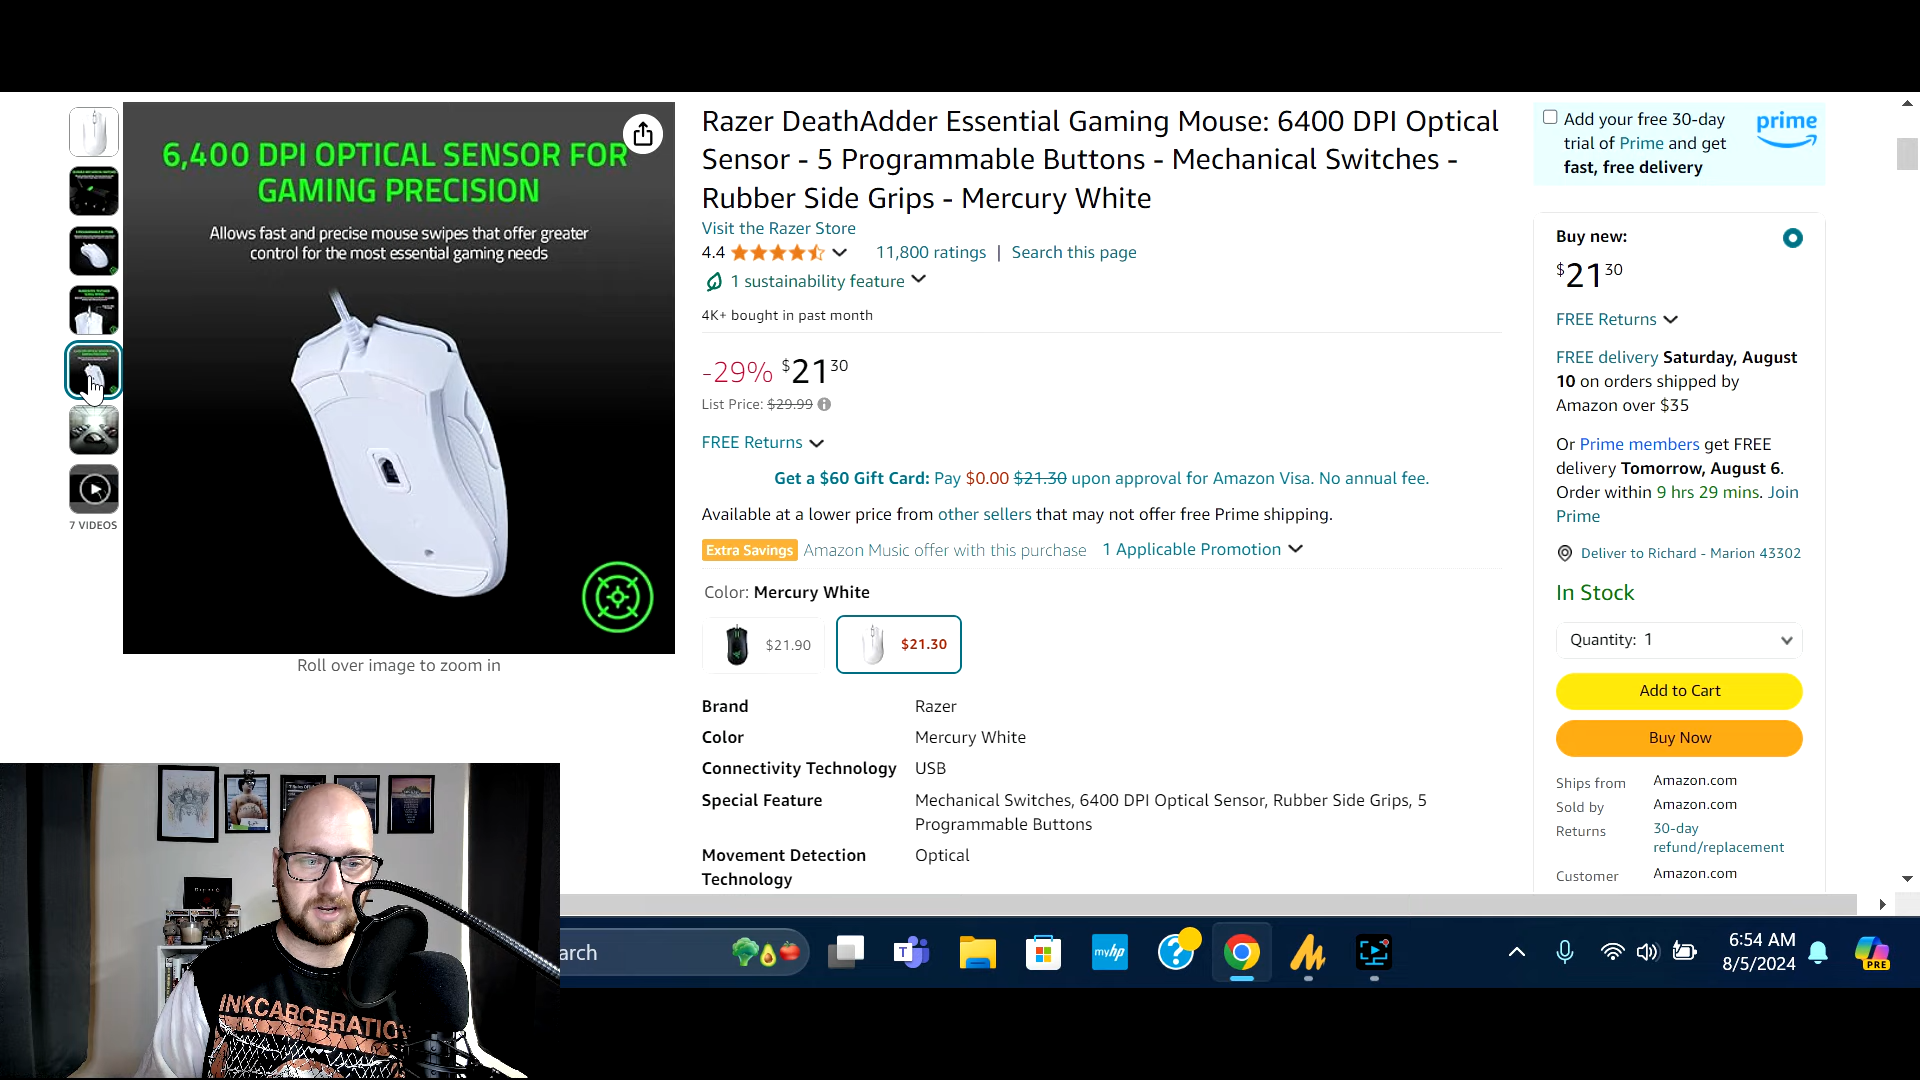 6,400 DPI OPTICAL SENSOR FOR
GAMING PRECISION
Allows fast and precise mouse swipes that offer greater
control for the most essential gaming needs
7 VIDEOS
Roll over image to zoom in
Razer DeathAdder Essential Gaming Mouse: 6400 DPI Optical
Sensor - 5 Programmable Buttons - Mechanical Switches -
Rubber Side Grips - Mercury White
Visit the Razer Store
4.4 11,800 ratings | Search this page
1 sustainability feature
4K+ bought in past month
-29% $21 30
List Price: $29.99
FREE Returns
Get a $60 Gift Card: Pay $0.00 $21.30 upon approval for Amazon Visa. No annual fee.
Available at a lower price from other sellers that may not offer free Prime shipping.
Extra Savings Amazon Music offer with this purchase 1 Applicable Promotion
Color: Mercury White
$21.90 $21.30
Brand Razer
Color Mercury White
Connectivity Technology USB
Special Feature Mechanical Switches, 6400 DPI Optical Sensor, Rubber Side Grips, 5
Programmable Buttons
Movement Detection Optical
Technology
Add your free 30-day
trial of Prime and get
fast, free delivery
prime
Buy new:
$21 30
FREE Returns
FREE delivery Saturday, August
10 on orders shipped by
Amazon over $35
Or Prime members get FREE
delivery Tomorrow, August 6.
Order within 9 hrs 29 mins. Join
Prime
Deliver to Richard - Marion 43302
In Stock
Quantity: 1
Add to Cart
Buy Now
Ships from Amazon.com
Sold by Amazon.com
Returns 30-day
refund/replacement
Customer Amazon.com
INKCARCERATIO
arch
T
myhp
?
6:54 AM
8/5/2024
PRE